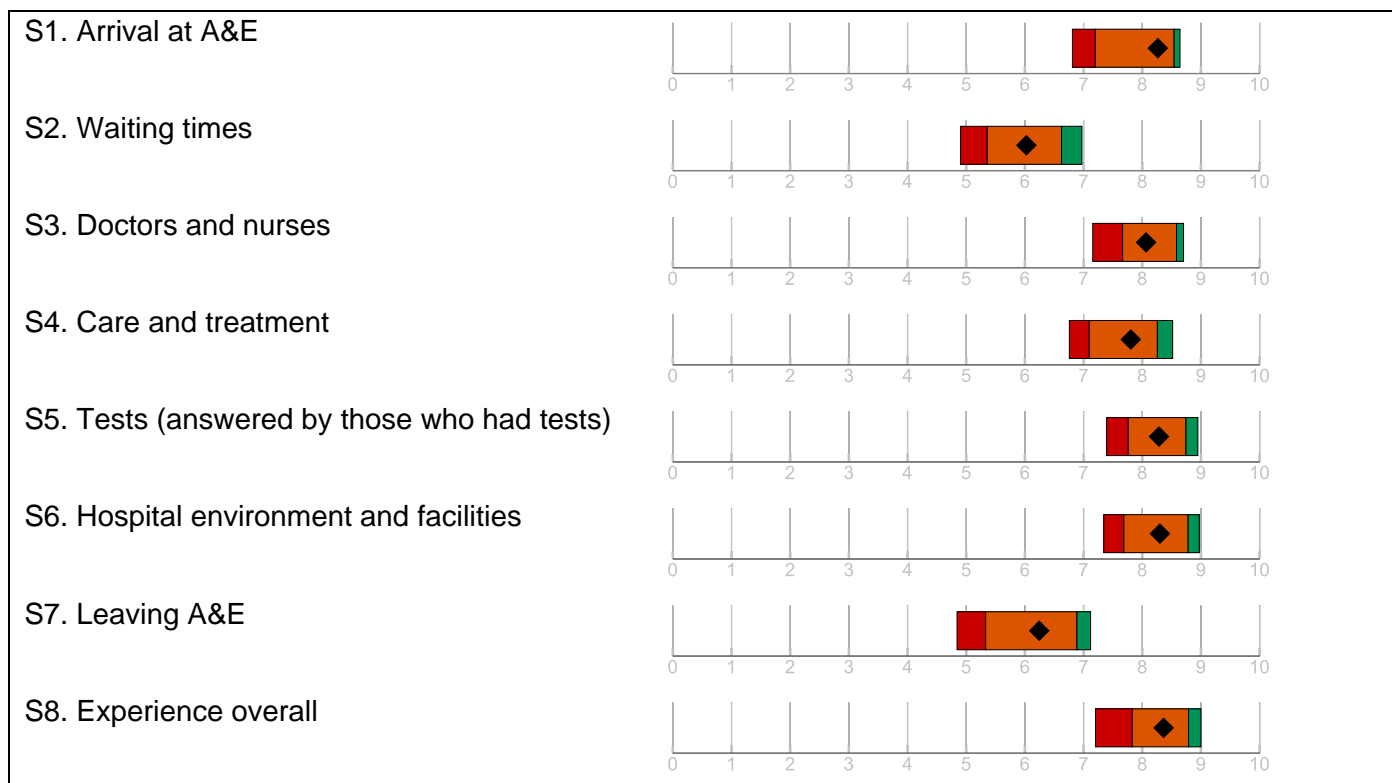 S1. Arrival at A&E
0 1 2 3 4 5 6 7 8 9 10
S2. Waiting times
0 1 2 3 4 5 6 7 8 9 10
S3. Doctors and nurses
0 1 2 3 4 5 6 7 8 9 10
S4. Care and treatment
0 1 2 3 4 5 6 7 8 9 10
S5. Tests (answered by those who had tests)
0 1 2 3 4 5 6 7 8 9 10
S6. Hospital environment and facilities
0 1 2 3 4 5 6 7 8 9 10
S7. Leaving A&E
0 1 2 3 4 5 6 7 8 9 10
S8. Experience overall
0 1 2 3 4 5 6 7 8 9 10